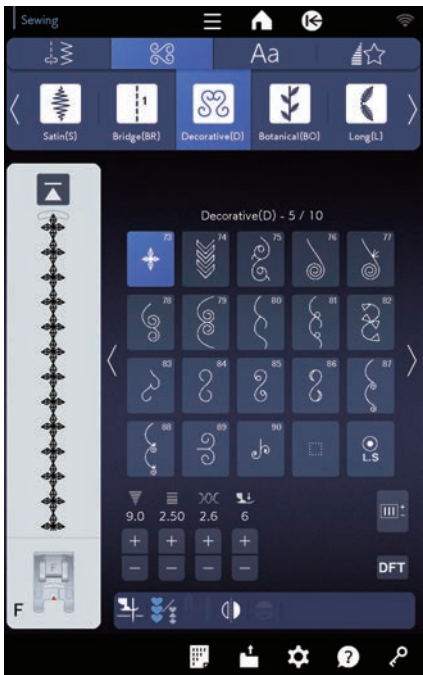 Sewing
Aa
1
Satin(S) Bridge(BR) Decorative(D) Botanical(BO) Long(L)
Decorative(D) - 5 / 10
73 74 75 76 77
78 79 80 81 82
83 84 85 86 87
88 89 90 L.S
9.0 2.50 2.6 6
+ + + +
− − − − DFT
F
F
?